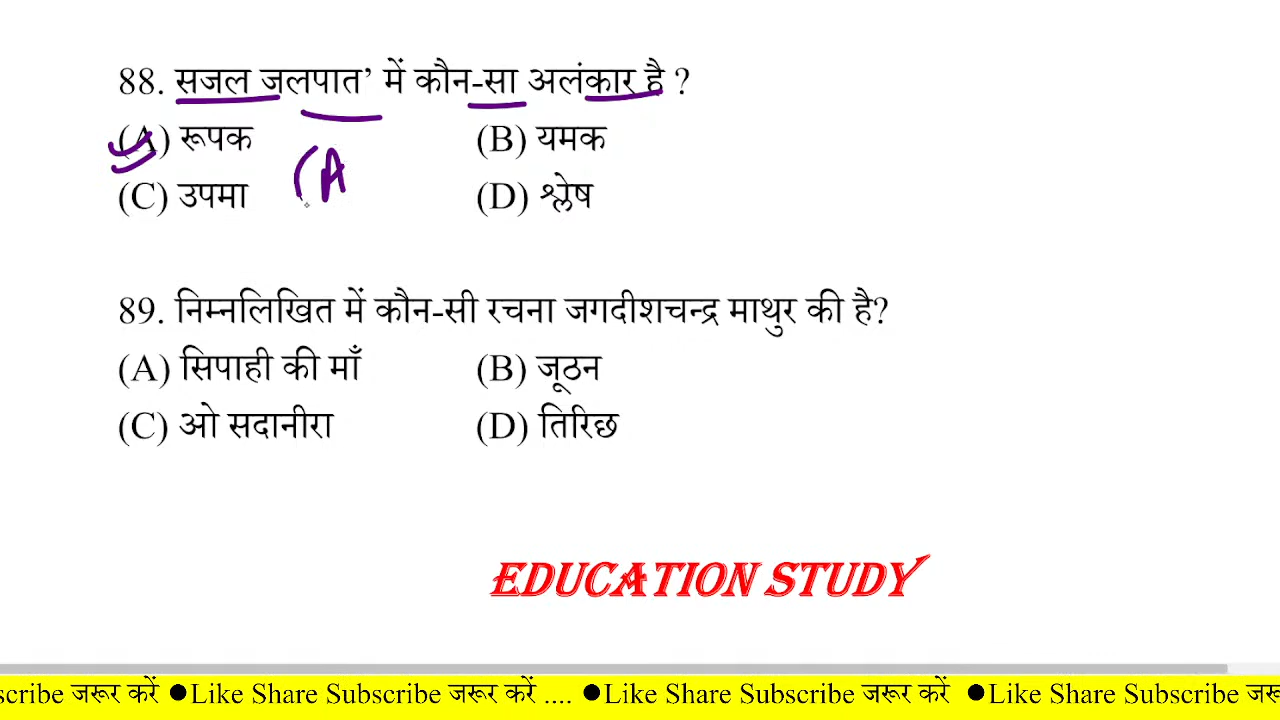 88. सजल जलपात’ में कौन-सा अलंकार है ?
(A) रूपक (B) यमक
(A
(C) उपमा (D) श्लेष
89. निम्नलिखित में कौन-सी रचना जगदीशचन्द्र माथुर की है?
(A) सिपाही की माँ (B) जूठन
(C) ओ सदानीरा (D) तिरिछ
EDUCATION STUDY
scribe जरूर करें ●Like Share Subscribe जरूर करें .... ●Like Share Subscribe जरूर करें ●Like Share Subscribe जरू